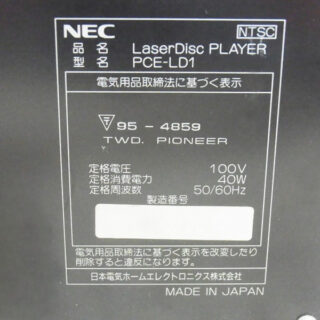 NEC NTSC
品名 LaserDisc PLAYER
型名 PCE-LD1
電気用品取締法に基づく表示
95-4859
TWD. PIONEER
定格電圧 100V
定格消費電力 40W
定格周波数 50/60Hz
製造番号
電気用品取締法に基づく表示を改変したり
削除すると違反になります。
日本電気ホームエレクトロニクス株式会社
MADE IN JAPAN